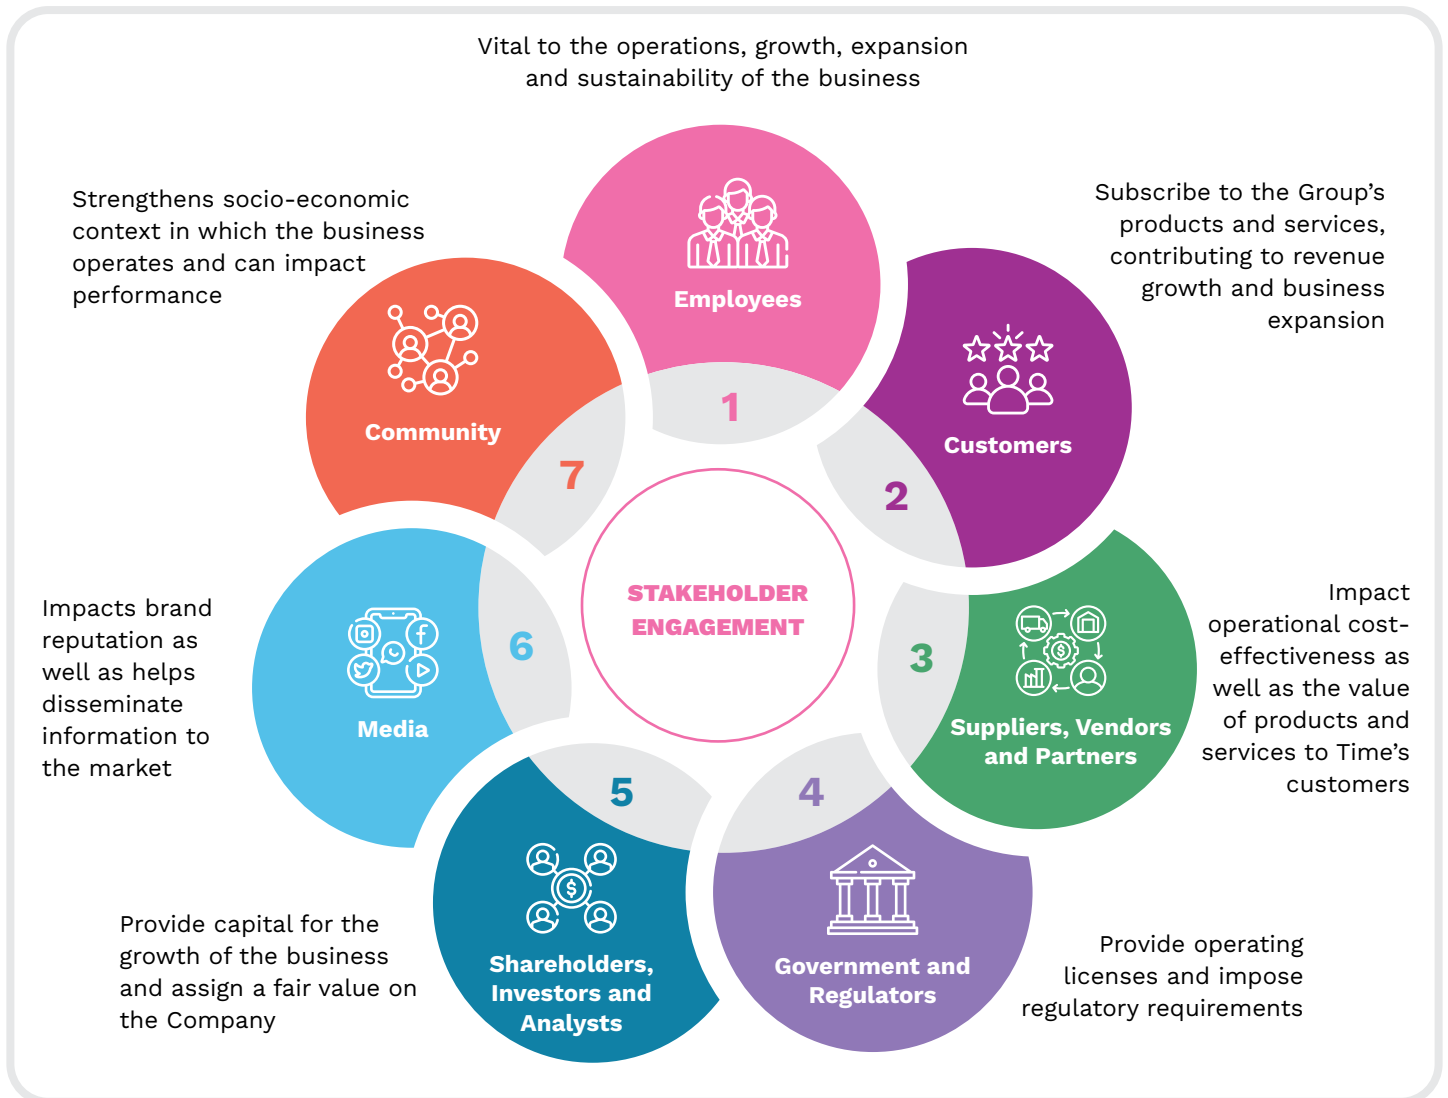 Vital to the operations, growth, expansion
and sustainability of the business
Employees
1
Subscribe to the Group’s
products and services,
contributing to revenue
growth and business
expansion
Customers
2
Impact
operational cost-
effectiveness as
well as the value
of products and
services to Time’s
customers
Suppliers, Vendors
and Partners
3
Provide operating
licenses and impose
regulatory requirements
Government and
Regulators
4
Provide capital for the
growth of the business
and assign a fair value on
the Company
Shareholders,
Investors and
Analysts
5
Impacts brand
reputation as
well as helps
disseminate
information to
the market
Media
6
Strengthens socio-economic
context in which the business
operates and can impact
performance
Community
7
STAKEHOLDER
ENGAGEMENT